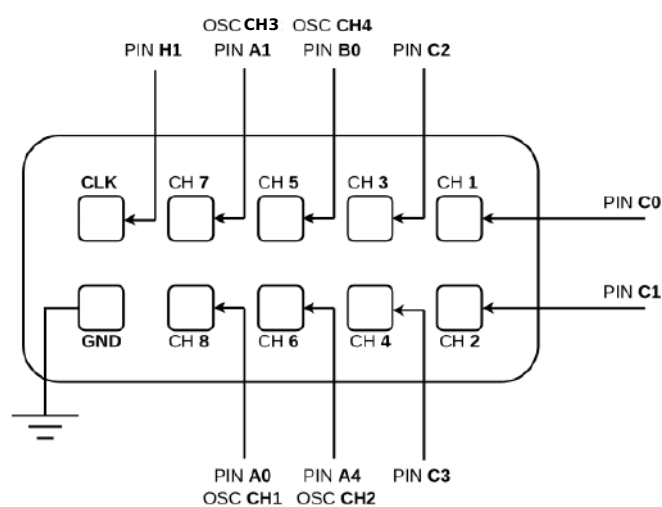 OSC CH3 OSC CH4
PIN H1 PIN A1 PIN B0 PIN C2
CLK CH 7 CH 5 CH 3 CH 1
PIN C0
PIN C1
GND CH 8 CH 6 CH 4 CH 2
PIN A0 PIN A4 PIN C3
OSC CH1 OSC CH2